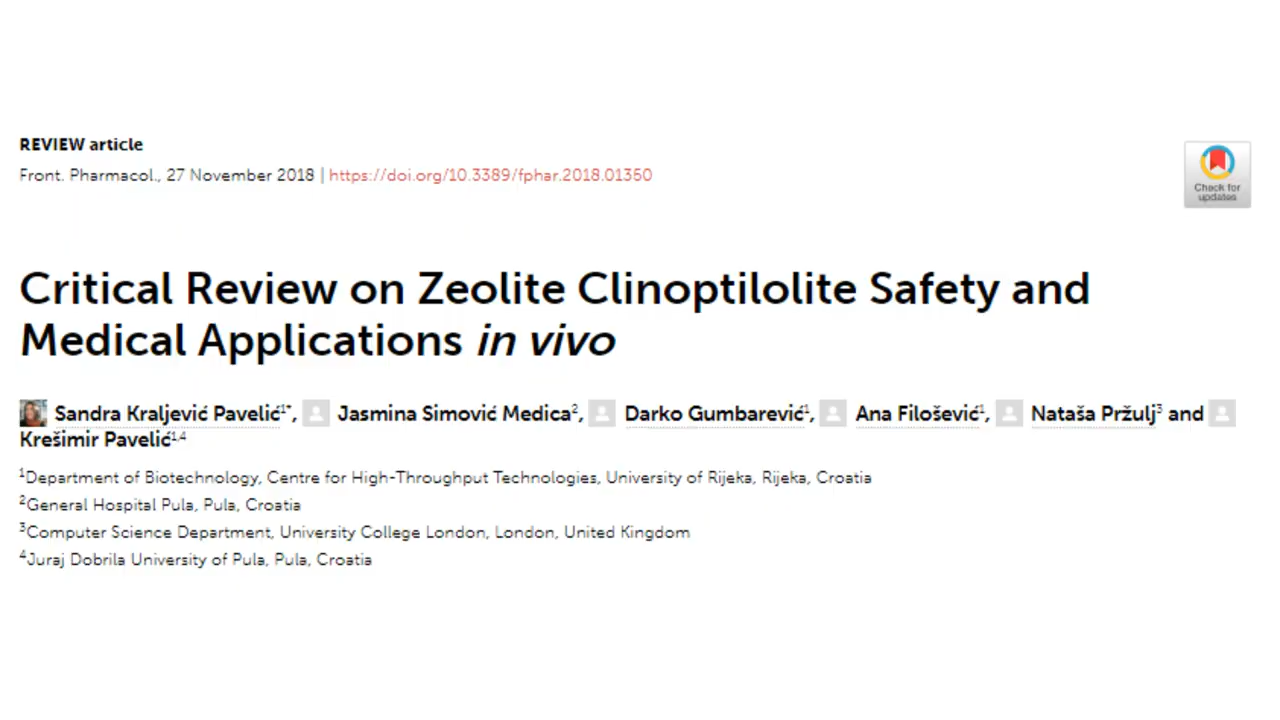 REVIEW article
Front. Pharmacol., 27 November 2018 | https://doi.org/10.3389/fphar.2018.01350
Check for
updates
Critical Review on Zeolite Clinoptilolite Safety and
Medical Applications in vivo
Sandra Kraljević Pavelić1*, Jasmina Simović Medica2, Darko Gumbarević1, Ana Filošević1, Nataša Pržulj3 and
Krešimir Pavelić1,4
1Department of Biotechnology, Centre for High-Throughput Technologies, University of Rijeka, Rijeka, Croatia
2General Hospital Pula, Pula, Croatia
3Computer Science Department, University College London, London, United Kingdom
4Juraj Dobrila University of Pula, Pula, Croatia